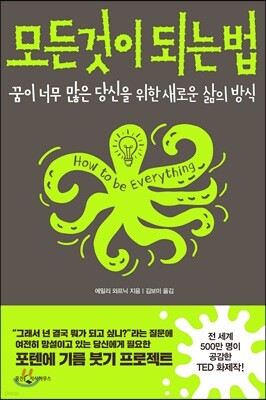 모든것이 되는법
꿈이 너무 많은 당신을 위한 새로운 삶의 방식
How to be Everything
에밀리 와프닉 지음 | 김보미 옮김
"그래서 넌 결국 뭐가 되고 싶니?"라는 질문에
여전히 망설이고 있는 당신에게 필요한
포텐에 기름 붓기 프로젝트
전 세계
500만 명이
공감한
TED 화제작!